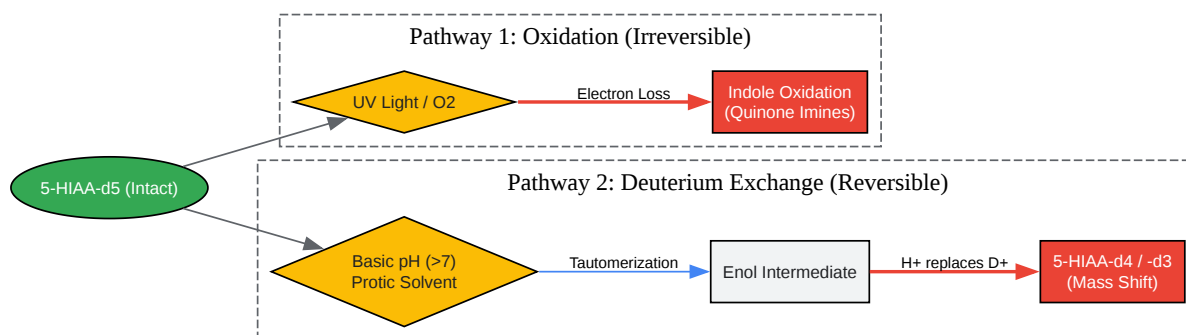 Pathway 1: Oxidation (Irreversible)
UV Light / O2
Electron Loss
Indole Oxidation
(Quinone Imines)
5-HIAA-d5 (Intact)
Pathway 2: Deuterium Exchange (Reversible)
Basic pH (>7)
Protic Solvent
Tautomerization
Enol Intermediate
H+ replaces D+
5-HIAA-d4 / -d3
(Mass Shift)